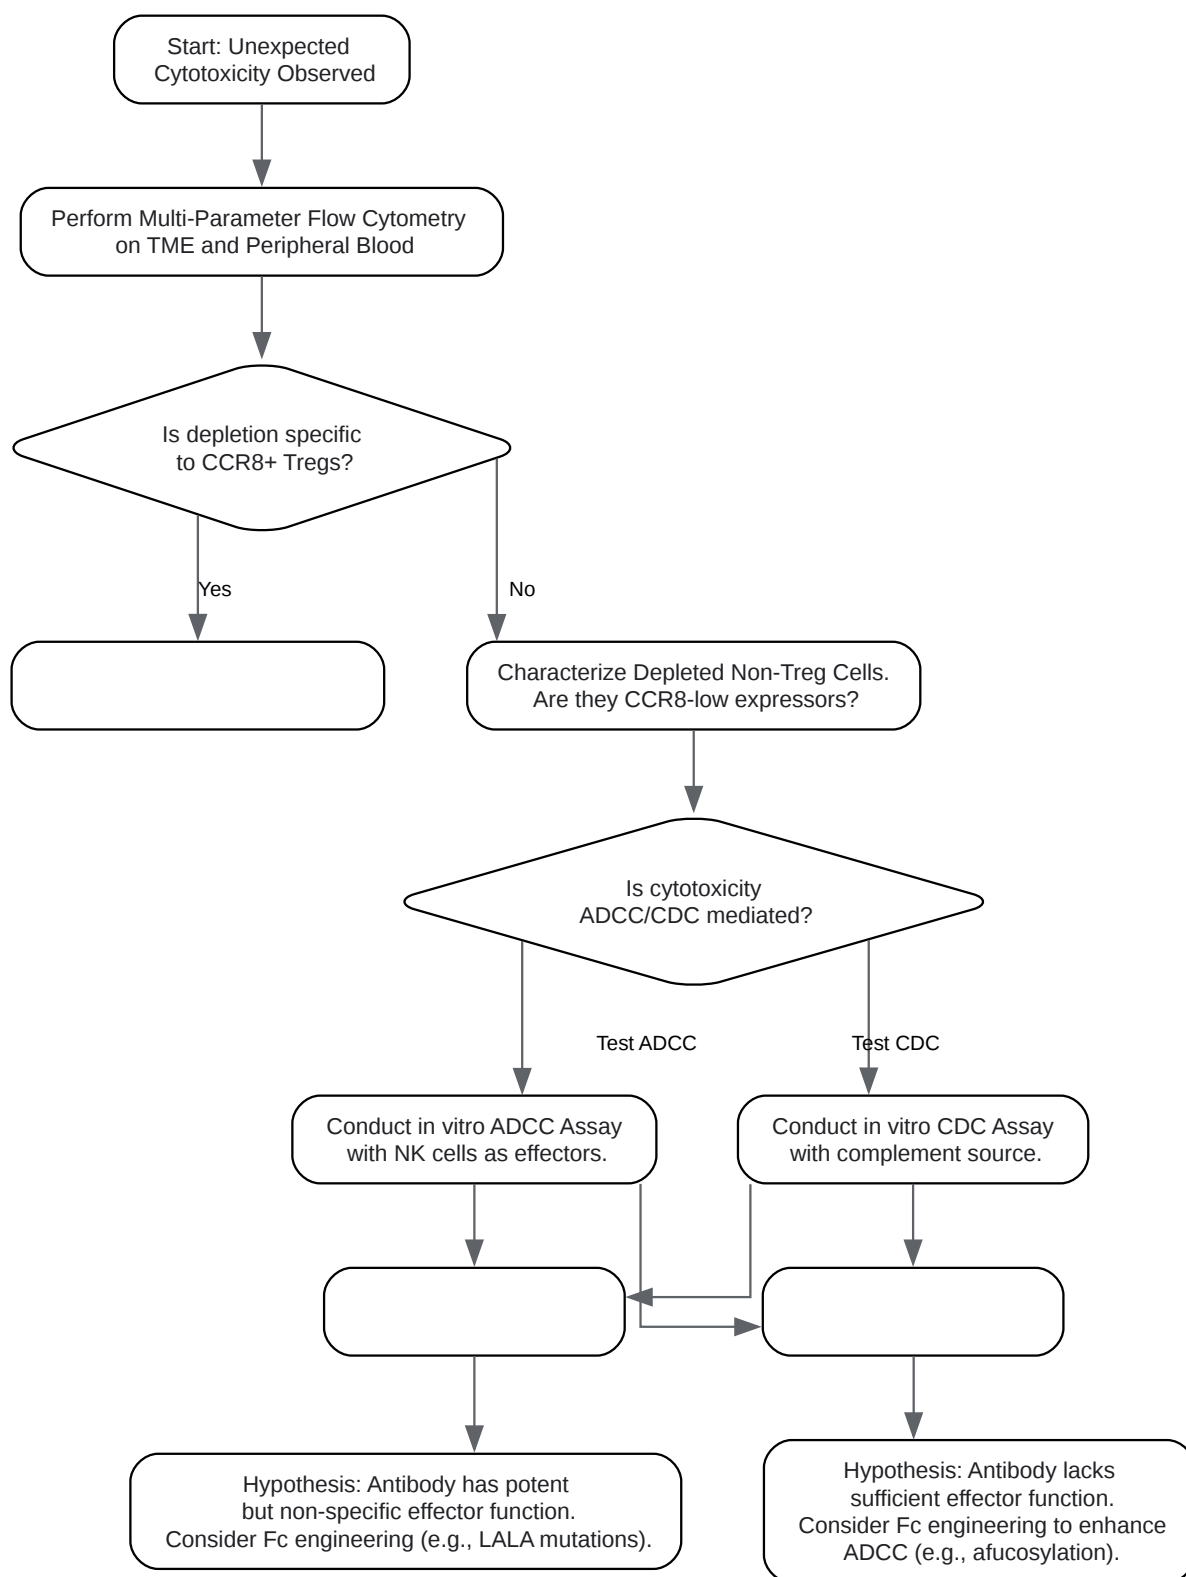 Start: Unexpected
Cytotoxicity Observed
Perform Multi-Parameter Flow Cytometry
on TME and Peripheral Blood
Is depletion specific
to CCR8+ Tregs?
Yes
No
Characterize Depleted Non-Treg Cells.
Are they CCR8-low expressors?
Is cytotoxicity
ADCC/CDC mediated?
Test ADCC
Test CDC
Conduct in vitro ADCC Assay
with NK cells as effectors.
Conduct in vitro CDC Assay
with complement source.
Hypothesis: Antibody has potent
but non-specific effector function.
Consider Fc engineering (e.g., LALA mutations).
Hypothesis: Antibody lacks
sufficient effector function.
Consider Fc engineering to enhance
ADCC (e.g., afucosylation).